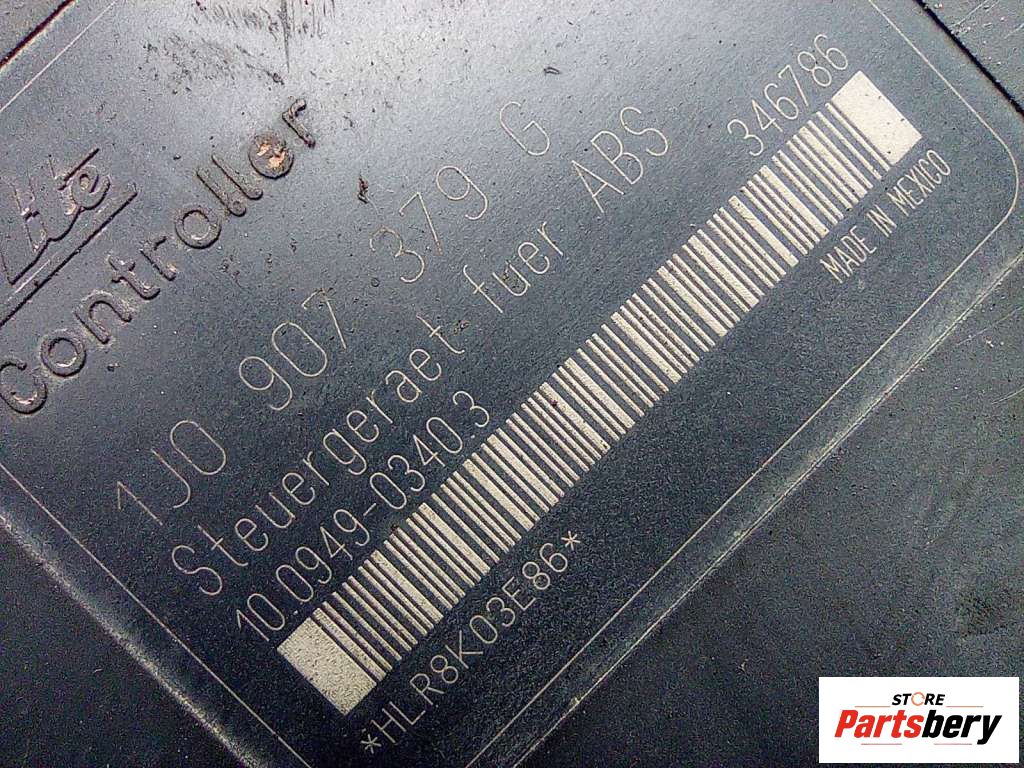 ate
Controller
1J0 907 379 G
Steuergeraet fuer ABS
10.0949-0340.3 346786
*HLR8K03E86*
MADE IN MEXICO
STORE
Partsbery